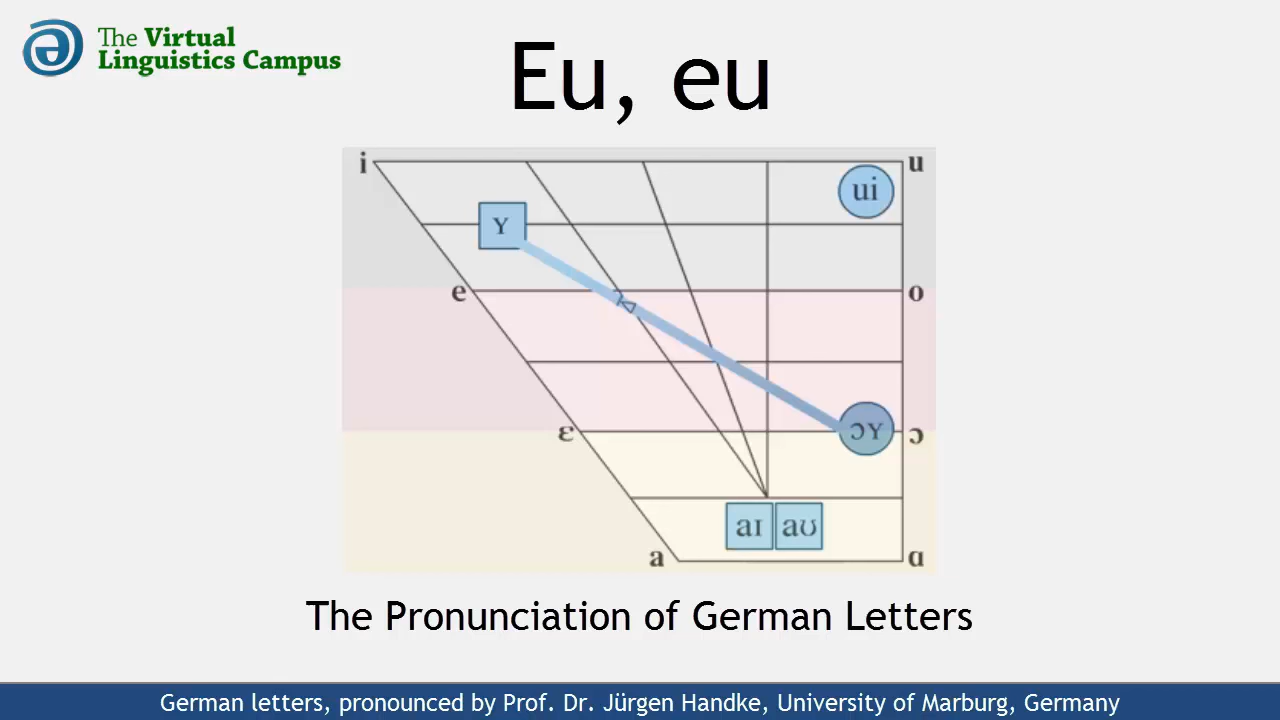 The Virtual
Linguistics Campus
Eu, eu
i
u
ui
Y
e
o
ɛ
ɔʏ
ɔ
aɪ
aʊ
a
ɑ
The Pronunciation of German Letters
German letters, pronounced by Prof. Dr. Jürgen Handke, University of Marburg, Germany